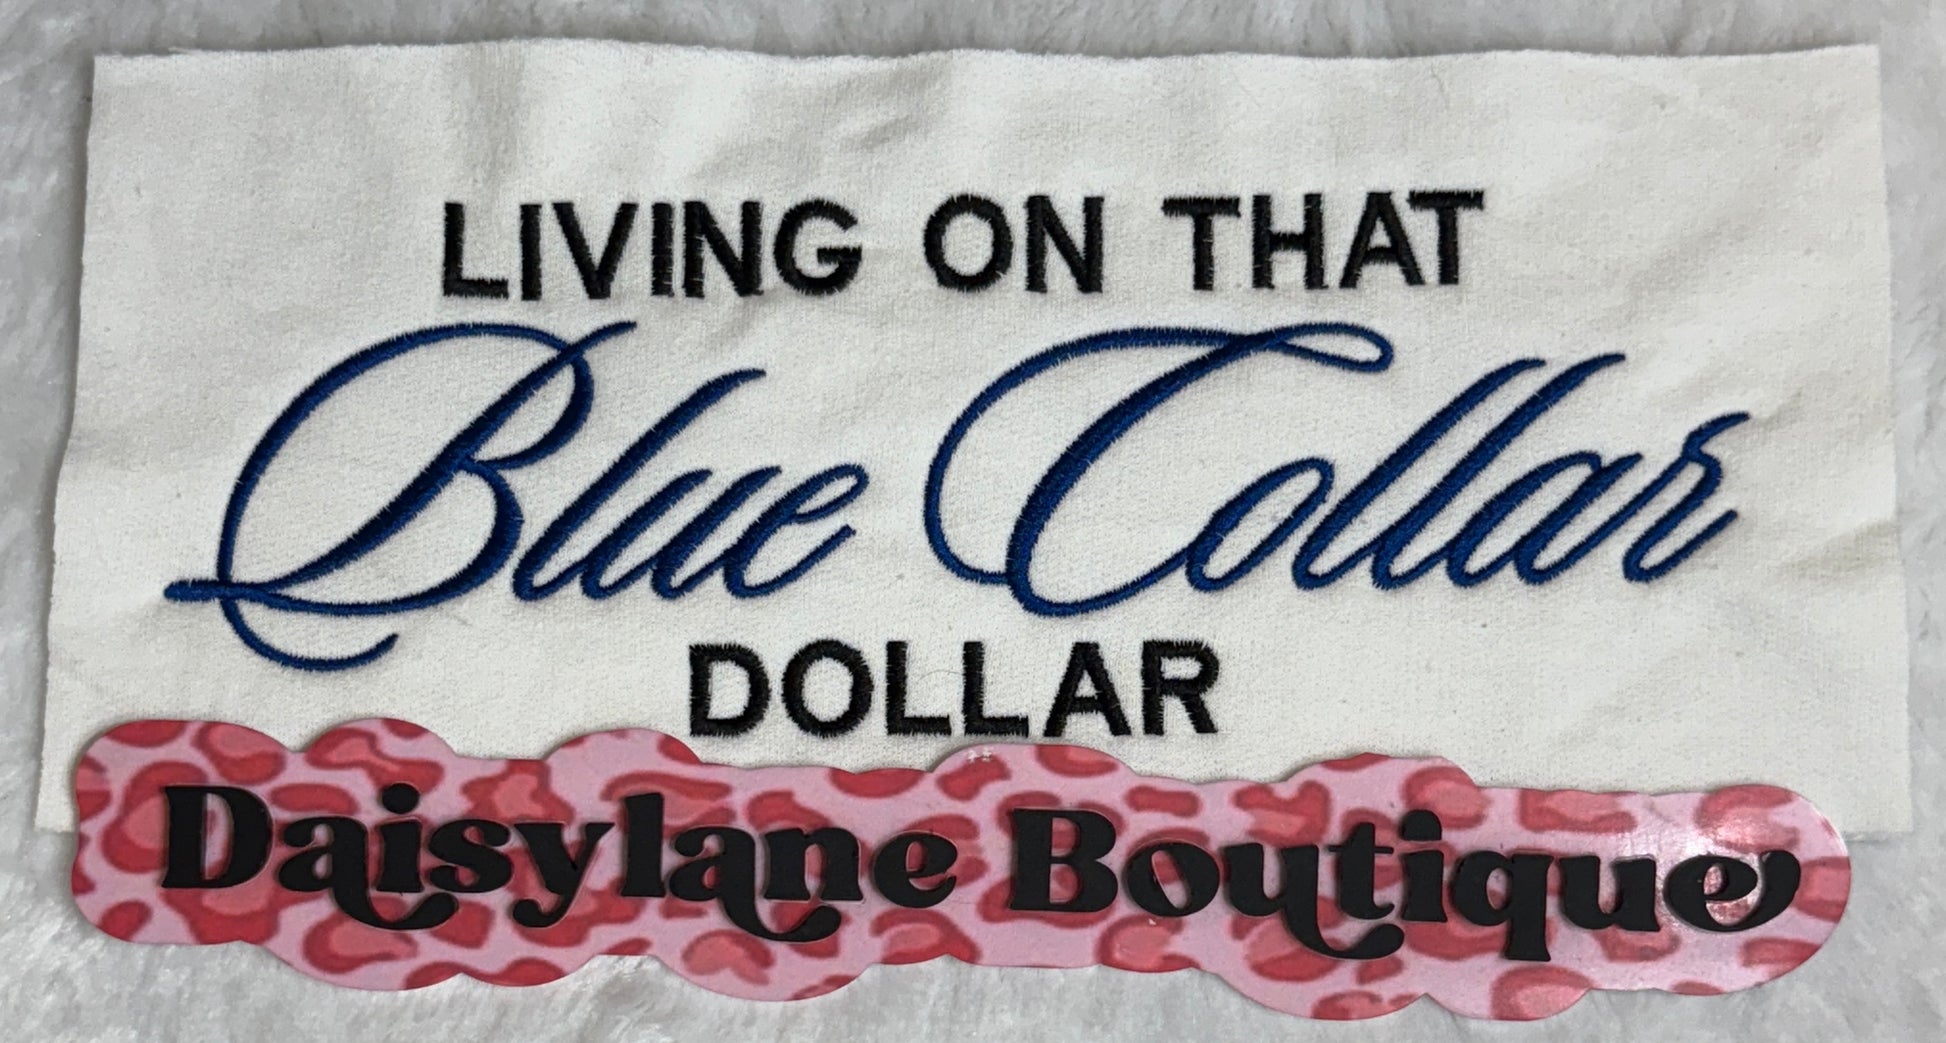 LIVING ON THAT
Blue Collar
DOLLAR
Daisylane Boutique